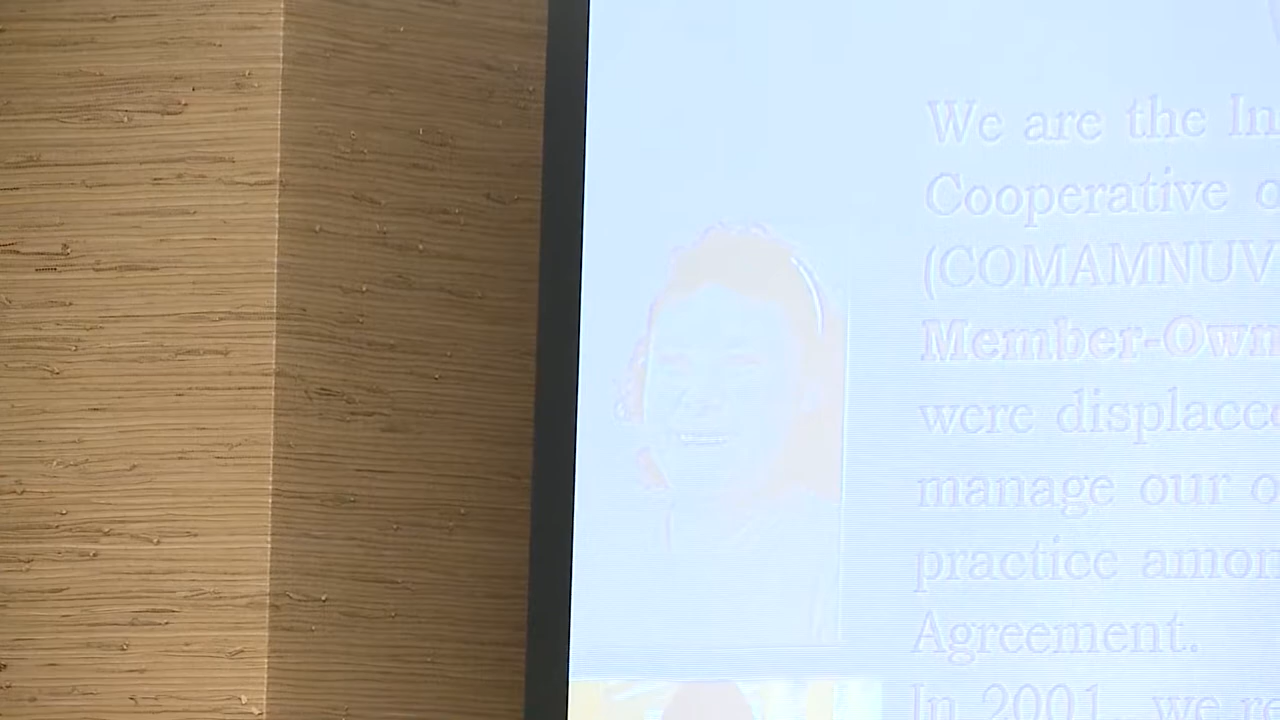 We are the In
Cooperative o
(COMAMNUV
Member-Own
were displaced
manage our o
practice amon
Agreement.
In 2001, we re